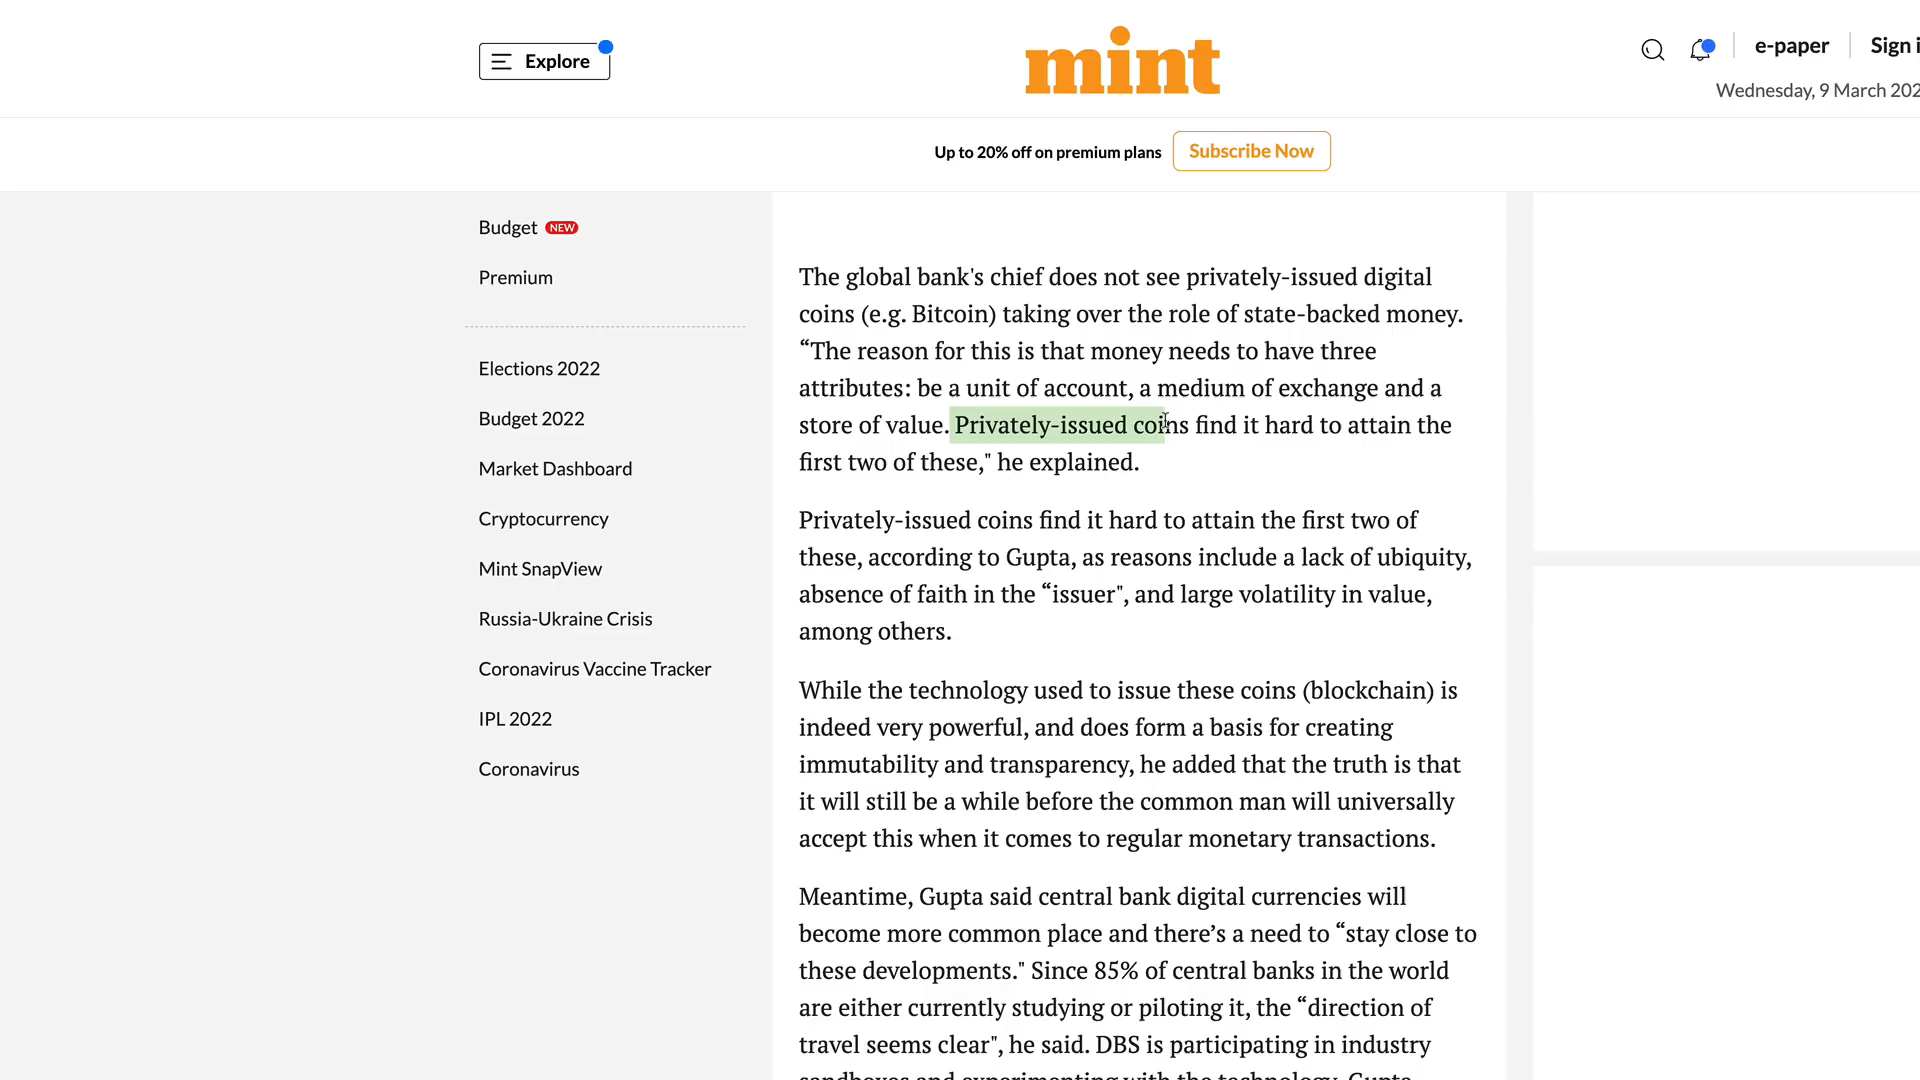 Explore
mint
e-paper
Sign i
Wednesday, 9 March 202
Up to 20% off on premium plans
Subscribe Now
Budget NEW
Premium
Elections 2022
Budget 2022
Market Dashboard
Cryptocurrency
Mint SnapView
Russia-Ukraine Crisis
Coronavirus Vaccine Tracker
IPL 2022
Coronavirus
The global bank's chief does not see privately-issued digital
coins (e.g. Bitcoin) taking over the role of state-backed money.
“The reason for this is that money needs to have three
attributes: be a unit of account, a medium of exchange and a
store of value. Privately-issued coins find it hard to attain the
first two of these," he explained.
Privately-issued coins find it hard to attain the first two of
these, according to Gupta, as reasons include a lack of ubiquity,
absence of faith in the “issuer", and large volatility in value,
among others.
While the technology used to issue these coins (blockchain) is
indeed very powerful, and does form a basis for creating
immutability and transparency, he added that the truth is that
it will still be a while before the common man will universally
accept this when it comes to regular monetary transactions.
Meantime, Gupta said central bank digital currencies will
become more common place and there’s a need to “stay close to
these developments." Since 85% of central banks in the world
are either currently studying or piloting it, the “direction of
travel seems clear", he said. DBS is participating in industry
sandboxes and experimenting with the technology, Gupta